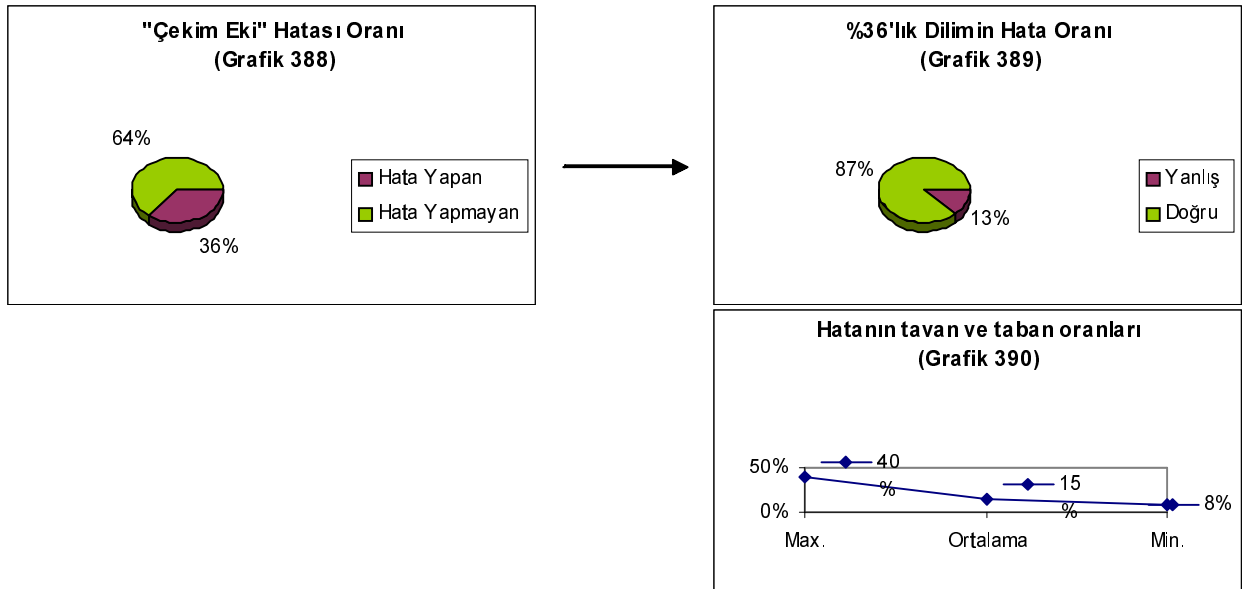 "Çekim Eki" Hatası Oranı
(Grafik 388)
64%
36%
Hata Yapan
Hata Yapmayan
%36'lık Dilimin Hata Oranı
(Grafik 389)
87%
13%
Yanlış
Doğru
Hatanın tavan ve taban oranları
(Grafik 390)
50%
0%
40
%
15
%
8%
Max.
Ortalama
Min.